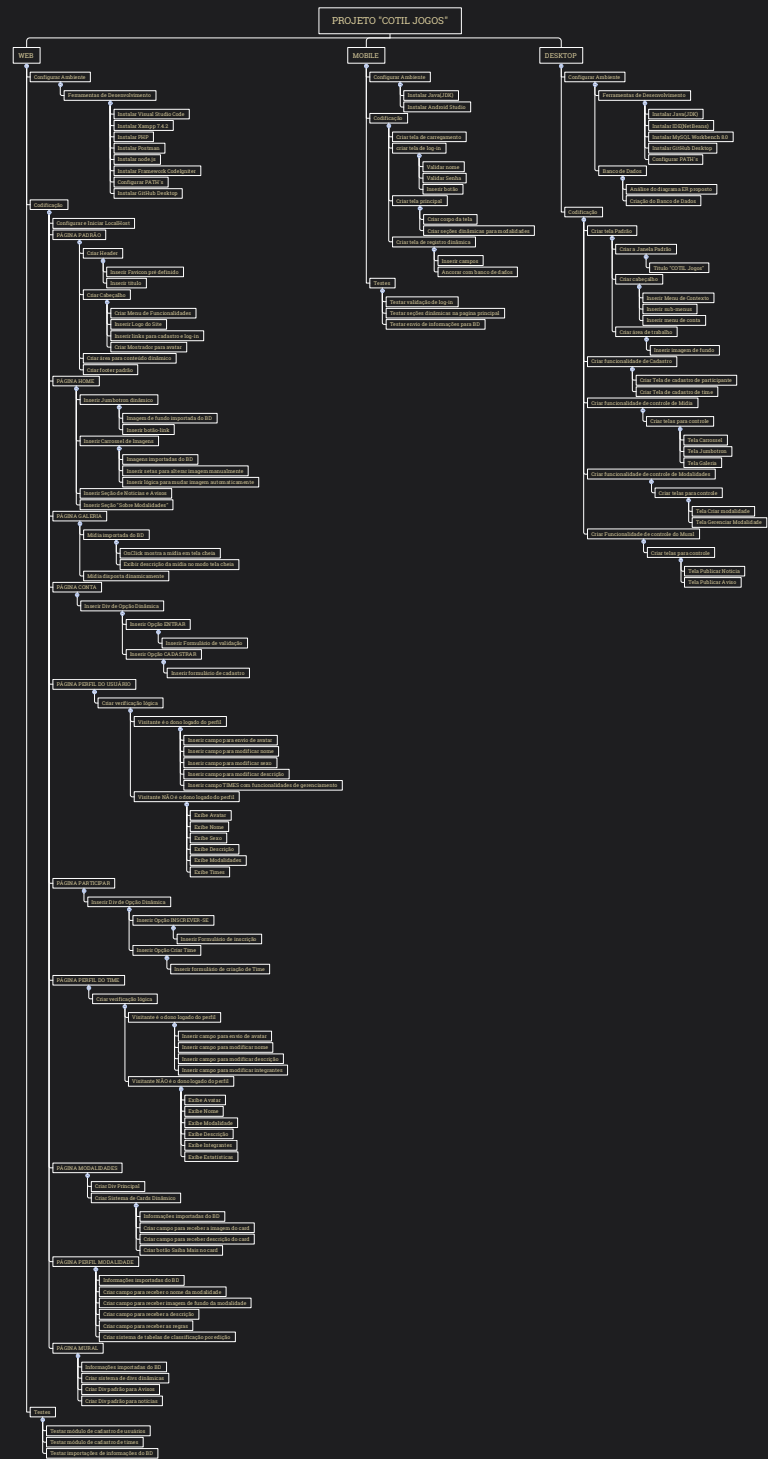 PROJETO "COTIL JOGOS"
WEB
Configurar Ambiente
Ferramentas de Desenvolvimento
Instalar Visual Studio Code
Instalar Xampp 7.4.2
Instalar PHP
Instalar Postman
Instalar node.js
Instalar Framework CodeIgniter
Configurar PATH's
Instalar GitHub Desktop
Codificação
Configurar e Iniciar LocalHost
PÁGINA PADRÃO
Criar Header
Inserir Favicon pré definido
Inserir titulo
Criar Cabeçalho
Criar Menu de Funcionalidades
Inserir Logo do Site
Inserir links para cadastro e log-in
Criar Mostrador para avatar
Criar área para conteúdo dinâmico
Criar footer padrão
PÁGINA HOME
Inserir Jumbotron dinâmico
Imagem de fundo importada do BD
Inserir botão-link
Inserir Carrossel de Imagens
Imagens importadas do BD
Inserir setas para alterar imagem manualmente
Inserir lógica para mudar imagem automaticamente
Inserir Seção de Notícias e Avisos
Inserir Seção "Sobre Modalidades"
PÁGINA GALERIA
Mídia importada do BD
OnClick mostra a mídia em tela cheia
Exibir descrição da mídia no modo tela cheia
Mídia disposta dinamicamente
PÁGINA CONTA
Inserir Div de Opção Dinâmica
Inserir Opção ENTRAR
Inserir Formulário de validação
Inserir Opção CADASTRAR
Inserir formulário de cadastro
PÁGINA PERFIL DO USUÁRIO
Criar verificação lógica
Visitante é o dono logado do perfil
Inserir campo para envio de avatar
Inserir campo para modificar nome
Inserir campo para modificar sexo
Inserir campo para modificar descrição
Inserir campo TIMES com funcionalidades de gerenciamento
Visitante NÃO é o dono logado do perfil
Exibe Avatar
Exibe Nome
Exibe Sexo
Exibe Descrição
Exibe Modalidades
Exibe Times
PÁGINA PARTICIPAR
Inserir Div de Opção Dinâmica
Inserir Opção INSCREVER-SE
Inserir Formulário de inscrição
Inserir Opção Criar Time
Inserir formulário de criação de Time
PÁGINA PERFIL DO TIME
Criar verificação lógica
Visitante é o dono logado do perfil
Inserir campo para envio de avatar
Inserir campo para modificar nome
Inserir campo para modificar descrição
Inserir campo para modificar integrantes
Visitante NÃO é o dono logado do perfil
Exibe Avatar
Exibe Nome
Exibe Modalidade
Exibe Descrição
Exibe Integrantes
Exibe Estatísticas
PÁGINA MODALIDADES
Criar Div Principal
Criar Sistema de Cards Dinâmico
Informações importadas do BD
Criar campo para receber a imagem do card
Criar campo para receber descrição do card
Criar botão Saiba Mais no card
PÁGINA PERFIL MODALIDADE
Informações importadas do BD
Criar campo para receber o nome da modalidade
Criar campo para receber imagem de fundo da modalidade
Criar campo para receber a descrição
Criar campo para receber as regras
Criar sistema de tabelas de classificação por edição
PÁGINA MURAL
Informações importadas do BD
Criar sistema de divs dinâmicas
Criar Div padrão para Avisos
Criar Div padrão para notícias
Testes
Testar módulo de cadastro de usuários
Testar módulo de cadastro de times
Testar importações de informações do BD
MOBILE
Configurar Ambiente
Instalar Java(JDK)
Instalar Android Studio
Codificação
Criar tela de carregamento
criar tela de log-in
Validar nome
Validar Senha
Inserir botão
Criar tela principal
Criar corpo da tela
Criar seções dinâmicas para modalidades
Criar tela de registro dinâmica
Inserir campos
Ancorar com banco de dados
Testes
Testar validação de log-in
Testar seções dinâmicas na pagina principal
Testar envio de informações para BD
DESKTOP
Configurar Ambiente
Ferramentas de Desenvolvimento
Instalar Java(JDK)
Instalar IDE(NetBeans)
Instalar MySQL Workbench 8.0
Instalar GitHub Desktop
Configurar PATH's
Banco de Dados
Análise do diagrama ER proposto
Criação do Banco de Dados
Codificação
Criar tela Padrão
Criar a Janela Padrão
Título "COTIL Jogos"
Criar cabeçalho
Inserir Menu de Contexto
Inserir sub-menus
Inserir menu de conta
Criar área de trabalho
Inserir imagem de fundo
Criar funcionalidade de Cadastro
Criar Tela de cadastro de participante
Criar Tela de cadastro de time
Criar funcionalidade de controle de Mídia
Criar telas para controle
Tela Carrossel
Tela Jumbotron
Tela Galeria
Criar funcionalidade de controle de Modalidades
Criar telas para controle
Tela Criar modalidade
Tela Gerenciar Modalidade
Criar Funcionalidade de controle do Mural
Criar telas para controle
Tela Publicar Notícia
Tela Publicar Aviso